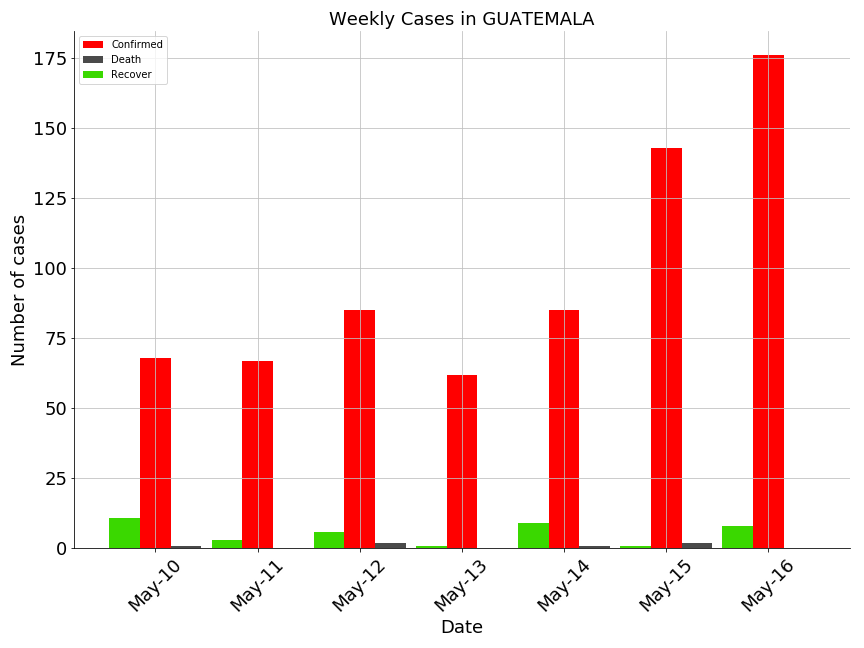 Weekly Cases in GUATEMALA
Confirmed
Death
Recover
175
150
125
100
75
50
25
0
Number of cases
May-10
May-11
May-12
May-13
May-14
May-15
May-16
Date